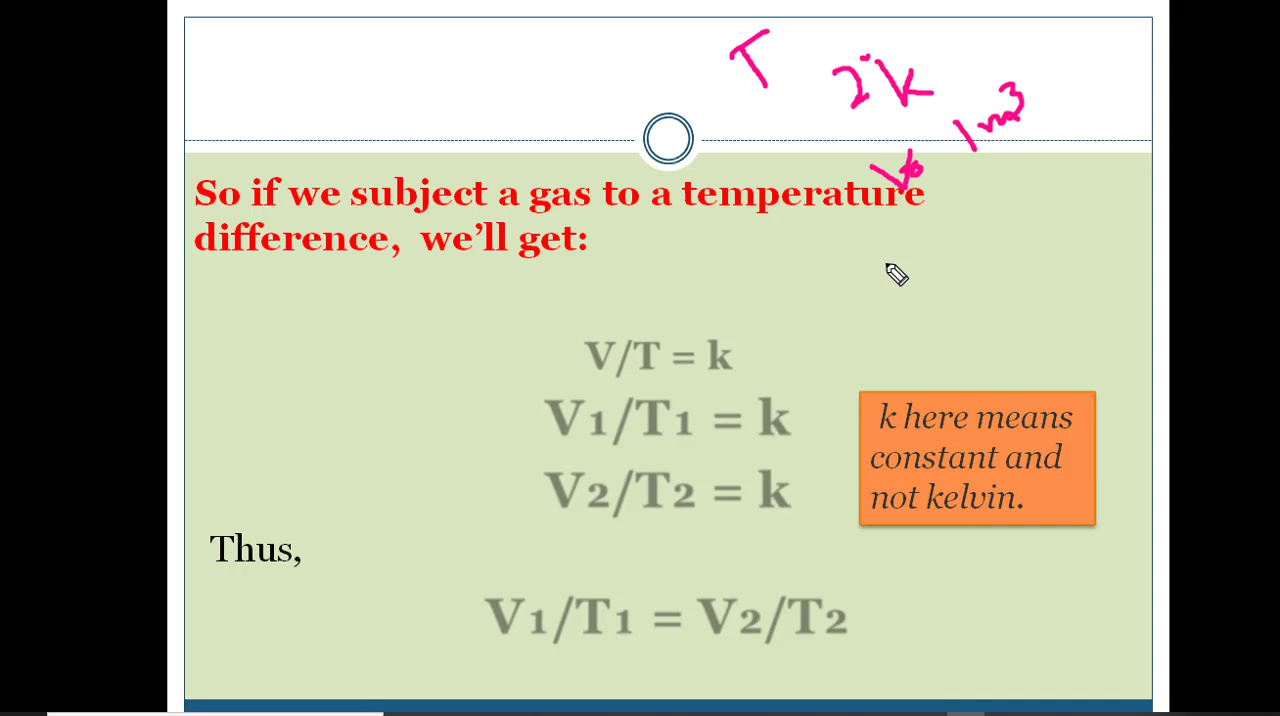 T
2°k
1m3
So if we subject a gas to a temperature
difference, we’ll get:
V/T = k
V1/T1 = k
V2/T2 = k
k here means
constant and
not kelvin.
Thus,
V1/T1 = V2/T2